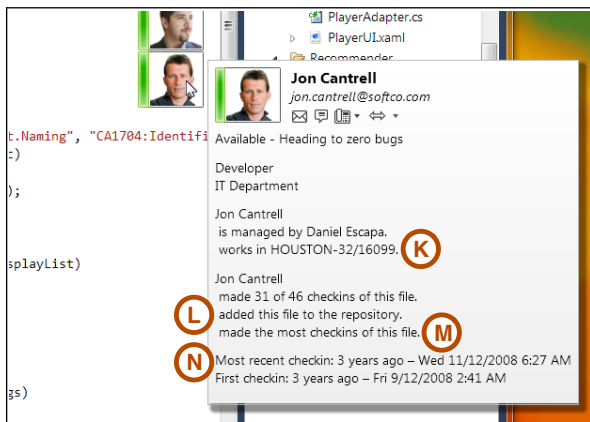 PlayerAdapter.cs
PlayerUI.xaml
Recommender
Jon Cantrell
jon.cantrell@softco.com
t.Naming", "CA1704:Identifi
Available - Heading to zero bugs
:)
Developer
IT Department
);
Jon Cantrell
is managed by Daniel Escapa.
works in HOUSTON-32/16099.
K
splayList)
Jon Cantrell
made 31 of 46 checkins of this file.
L
added this file to the repository.
made the most checkins of this file.
M
N
Most recent checkin: 3 years ago – Wed 11/12/2008 6:27 AM
First checkin: 3 years ago – Fri 9/12/2008 2:41 AM
gs)